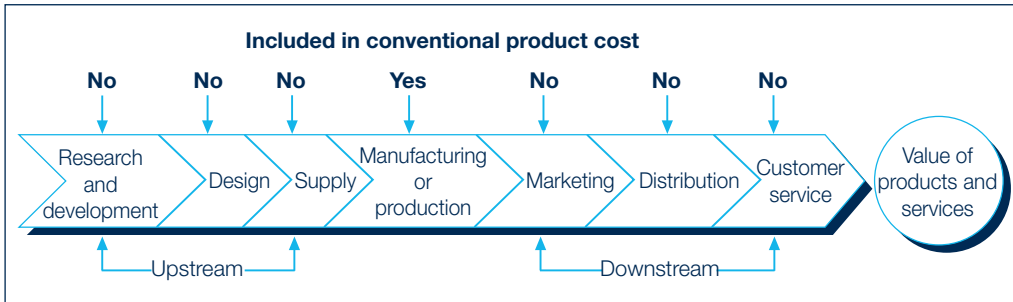 Included in conventional product cost
No No No Yes No No No
Research
and
development
Design
Supply
Manufacturing
or
production
Marketing
Distribution
Customer
service
Value of
products and
services
Upstream
Downstream